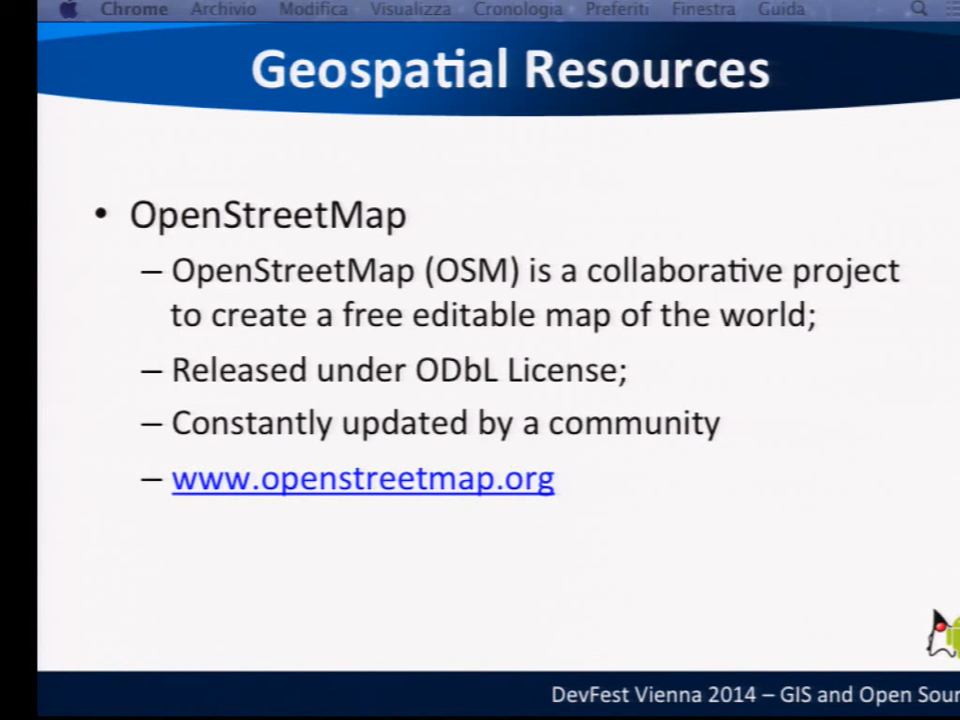 Chrome Archivio Modifica Visualizza Cronologia Preferiti Finestra Guida
Geospatial Resources
• OpenStreetMap
– OpenStreetMap (OSM) is a collaborative project
to create a free editable map of the world;
– Released under ODbL License;
– Constantly updated by a community
– www.openstreetmap.org
DevFest Vienna 2014 – GIS and Open Sour